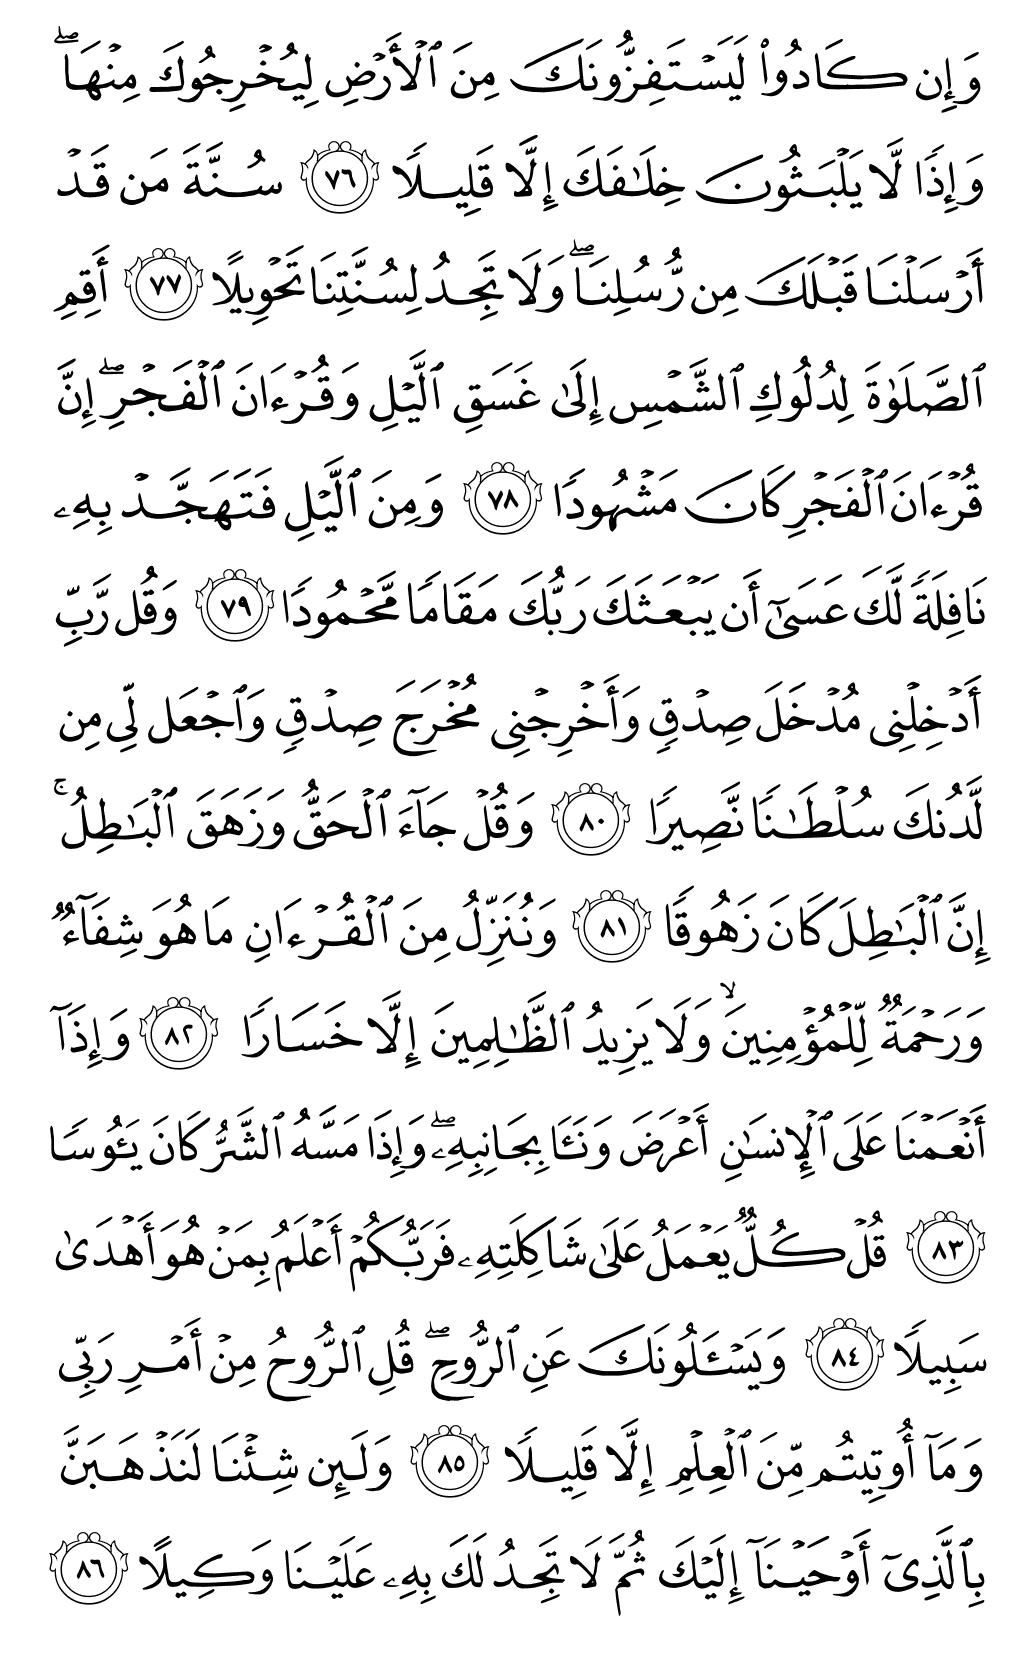 وَإِن كَادُوا۟ لَيَسْتَفِزُّونَكَ مِنَ ٱلْأَرْضِ لِيُخْرِجُوكَ مِنْهَا ۖ
وَإِذًا لَّا يَلْبَثُونَ خِلَـٰفَكَ إِلَّا قَلِيلًا ٧٦ سُنَّةَ مَن قَدْ
أَرْسَلْنَا قَبْلَكَ مِن رُّسُلِنَا ۖ وَلَا تَجِدُ لِسُنَّتِنَا تَحْوِيلًا ٧٧ أَقِمِ
ٱلصَّلَوٰةَ لِدُلُوكِ ٱلشَّمْسِ إِلَىٰ غَسَقِ ٱلَّيْلِ وَقُرْءَانَ ٱلْفَجْرِ ۖ إِنَّ
قُرْءَانَ ٱلْفَجْرِ كَانَ مَشْهُودًا ٧٨ وَمِنَ ٱلَّيْلِ فَتَهَجَّدْ بِهِۦ
نَافِلَةً لَّكَ عَسَىٰٓ أَن يَبْعَثَكَ رَبُّكَ مَقَامًا مَّحْمُودًا ٧٩ وَقُل رَّبِّ
أَدْخِلْنِى مُدْخَلَ صِدْقٍ وَأَخْرِجْنِى مُخْرَجَ صِدْقٍ وَٱجْعَل لِّى مِن
لَّدُنكَ سُلْطَـٰنًا نَّصِيرًا ٨٠ وَقُلْ جَآءَ ٱلْحَقُّ وَزَهَقَ ٱلْبَـٰطِلُ ۚ
إِنَّ ٱلْبَـٰطِلَ كَانَ زَهُوقًا ٨١ وَنُنَزِّلُ مِنَ ٱلْقُرْءَانِ مَا هُوَ شِفَآءٌ
وَرَحْمَةٌ لِّلْمُؤْمِنِينَ ۙ وَلَا يَزِيدُ ٱلظَّـٰلِمِينَ إِلَّا خَسَارًا ٨٢ وَإِذَآ
أَنْعَمْنَا عَلَى ٱلْإِنسَـٰنِ أَعْرَضَ وَنَـَٔا بِجَانِبِهِۦ ۖ وَإِذَا مَسَّهُ ٱلشَّرُّ كَانَ يَـُٔوسًا
٨٣ قُلْ كُلٌّ يَعْمَلُ عَلَىٰ شَاكِلَتِهِۦ فَرَبُّكُمْ أَعْلَمُ بِمَنْ هُوَ أَهْدَىٰ
سَبِيلًا ٨٤ وَيَسْـَٔلُونَكَ عَنِ ٱلرُّوحِ ۖ قُلِ ٱلرُّوحُ مِنْ أَمْرِ رَبِّى
وَمَآ أُوتِيتُم مِّنَ ٱلْعِلْمِ إِلَّا قَلِيلًا ٨٥ وَلَئِن شِئْنَا لَنَذْهَبَنَّ
بِٱلَّذِىٓ أَوْحَيْنَآ إِلَيْكَ ثُمَّ لَا تَجِدُ لَكَ بِهِۦ عَلَيْنَا وَكِيلًا ٨٦